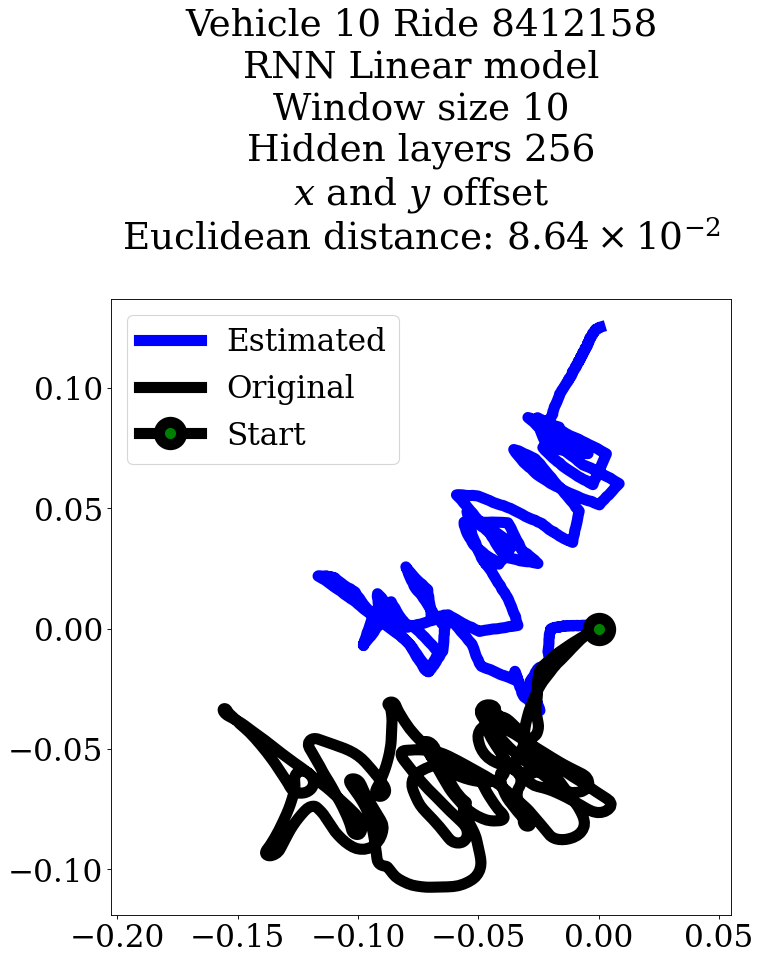 Vehicle 10 Ride 8412158
RNN Linear model
Window size 10
Hidden layers 256
x and y offset
Euclidean distance: 8.64 × 10⁻²
Estimated
Original
Start
0.10
0.05
0.00
−0.05
−0.10
−0.20 −0.15 −0.10 −0.05 0.00 0.05